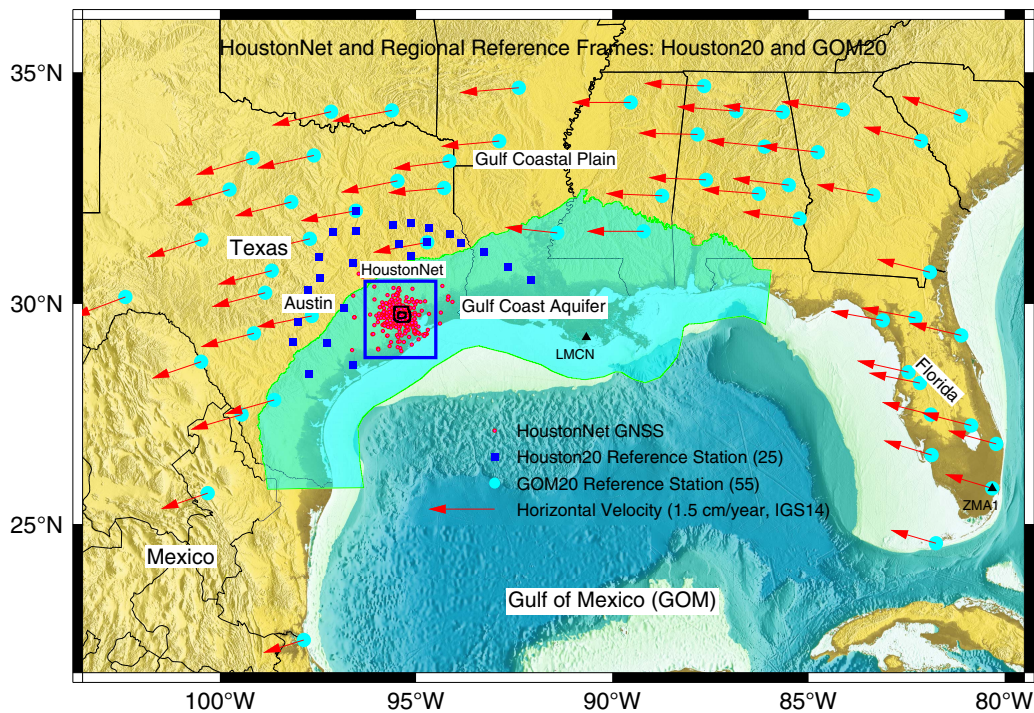 HoustonNet and Regional Reference Frames: Houston20 and GOM20
35°N
Gulf Coastal Plain
Texas
HoustonNet
30°N
Austin
Gulf Coast Aquifer
LMCN
Florida
HoustonNet GNSS
Houston20 Reference Station (25)
GOM20 Reference Station (55)
Horizontal Velocity (1.5 cm/year, IGS14)
ZMA1
25°N
Mexico
Gulf of Mexico (GOM)
100°W
95°W
90°W
85°W
80°W